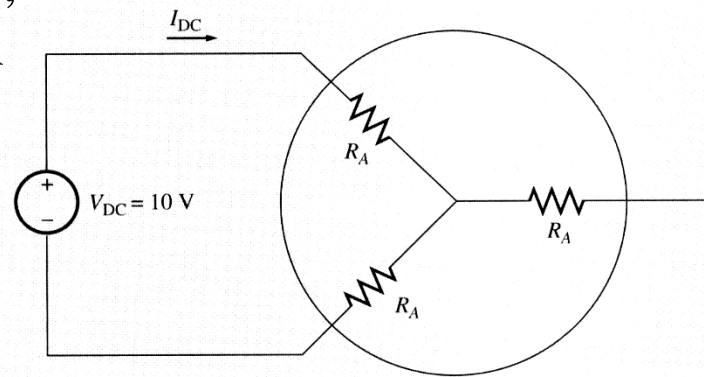 I_DC
R_A
+
V_DC = 10 V
−
R_A
R_A